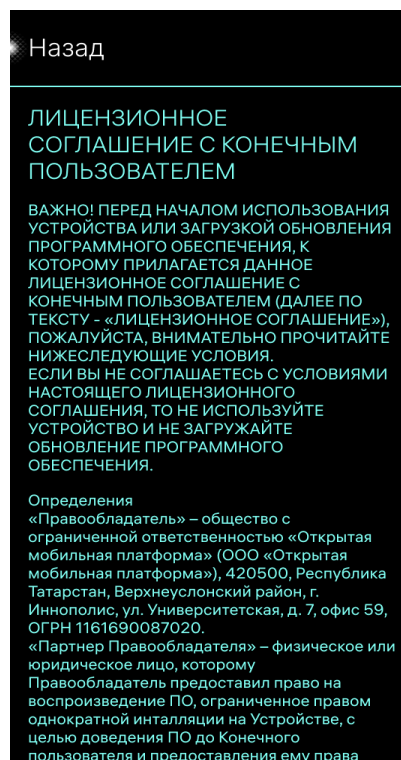 Назад
ЛИЦЕНЗИОННОЕ
СОГЛАШЕНИЕ С КОНЕЧНЫМ
ПОЛЬЗОВАТЕЛЕМ
ВАЖНО! ПЕРЕД НАЧАЛОМ ИСПОЛЬЗОВАНИЯ
УСТРОЙСТВА ИЛИ ЗАГРУЗКОЙ ОБНОВЛЕНИЯ
ПРОГРАММНОГО ОБЕСПЕЧЕНИЯ, К
КОТОРОМУ ПРИЛАГАЕТСЯ ДАННОЕ
ЛИЦЕНЗИОННОЕ СОГЛАШЕНИЕ С
КОНЕЧНЫМ ПОЛЬЗОВАТЕЛЕМ (ДАЛЕЕ ПО
ТЕКСТУ - «ЛИЦЕНЗИОННОЕ СОГЛАШЕНИЕ»),
ПОЖАЛУЙСТА, ВНИМАТЕЛЬНО ПРОЧИТАЙТЕ
НИЖЕСЛЕДУЮЩИЕ УСЛОВИЯ.
ЕСЛИ ВЫ НЕ СОГЛАШАЕТЕСЬ С УСЛОВИЯМИ
НАСТОЯЩЕГО ЛИЦЕНЗИОННОГО
СОГЛАШЕНИЯ, ТО НЕ ИСПОЛЬЗУЙТЕ
УСТРОЙСТВО И НЕ ЗАГРУЖАЙТЕ
ОБНОВЛЕНИЕ ПРОГРАММНОГО
ОБЕСПЕЧЕНИЯ.
Определения
«Правообладатель» – общество с
ограниченной ответственностью «Открытая
мобильная платформа» (ООО «Открытая
мобильная платформа»), 420500, Республика
Татарстан, Верхнеуслонский район, г.
Иннополис, ул. Университетская, д. 7, офис 59,
ОГРН 1161690087020.
«Партнер Правообладателя» – физическое или
юридическое лицо, которому
Правообладатель предоставил право на
воспроизведение ПО, ограниченное правом
однократной инталляции на Устройстве, с
целью доведения ПО до Конечного
пользователя и предоставления ему права